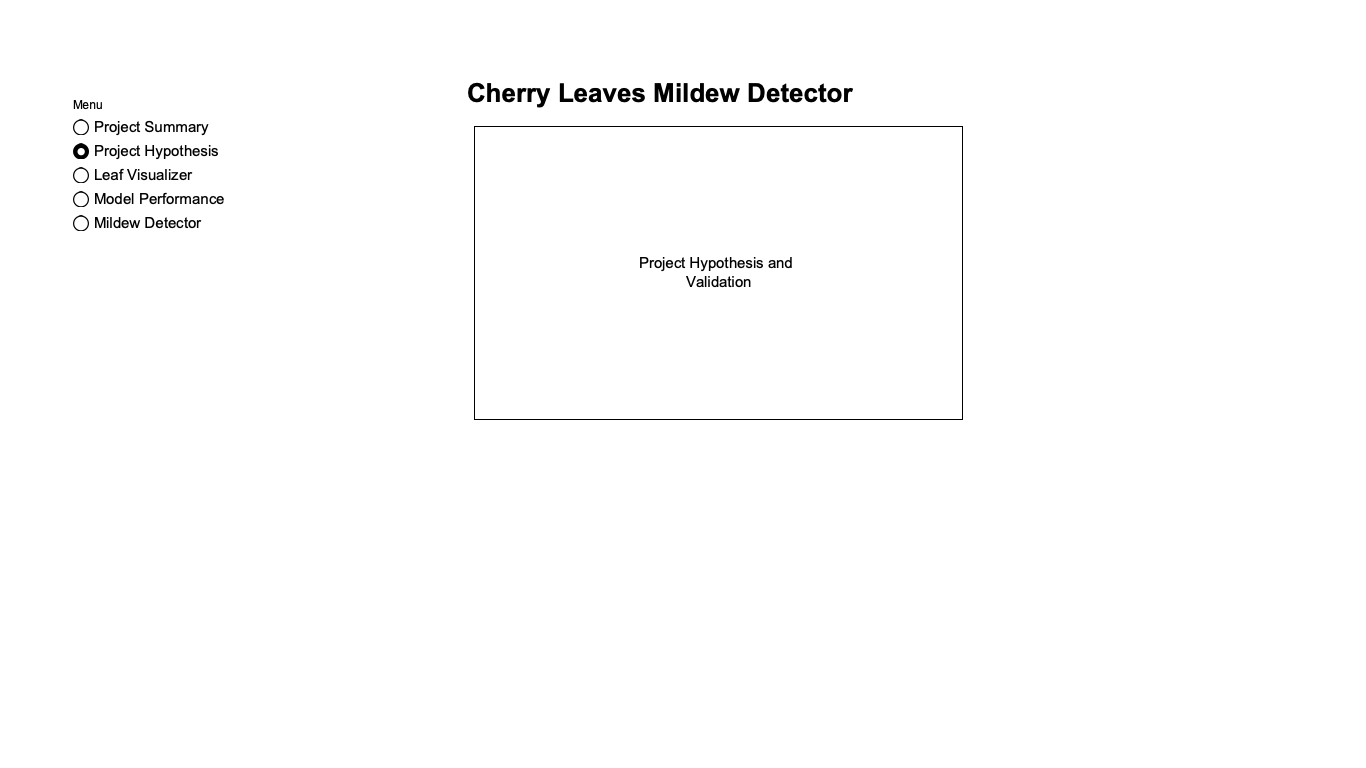 Menu
Project Summary
Project Hypothesis
Leaf Visualizer
Model Performance
Mildew Detector
Cherry Leaves Mildew Detector
Project Hypothesis and
Validation